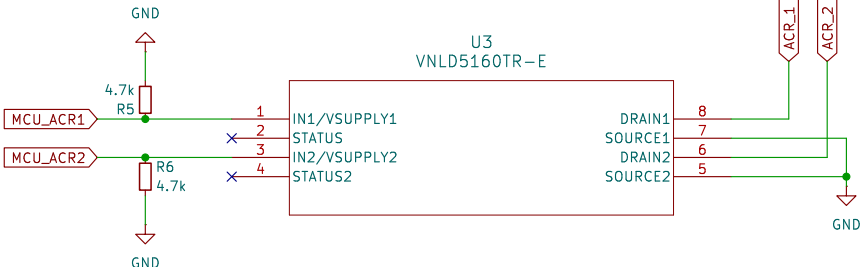 GND
ACR_1
ACR_2
U3
VNLD5160TR-E
4.7k
R5
MCU_ACR1
1
IN1/VSUPPLY1
DRAIN1
8
2
STATUS
SOURCE1
7
MCU_ACR2
3
IN2/VSUPPLY2
DRAIN2
6
R6
4.7k
4
STATUS2
SOURCE2
5
GND
GND